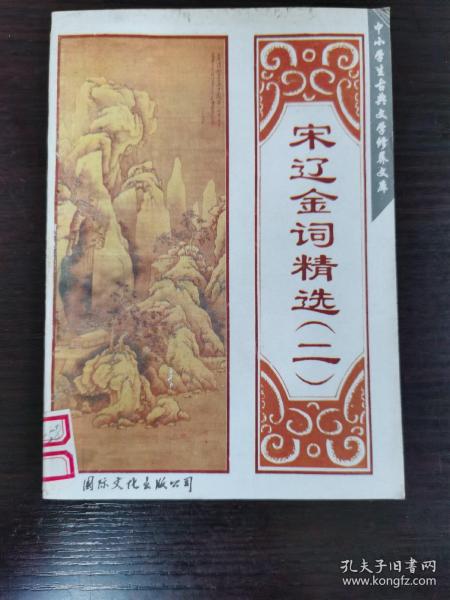 中小学生古典文学修养文库
宋辽金词精选(二)
国际文化出版公司
孔夫子旧书网
www.kongfz.com